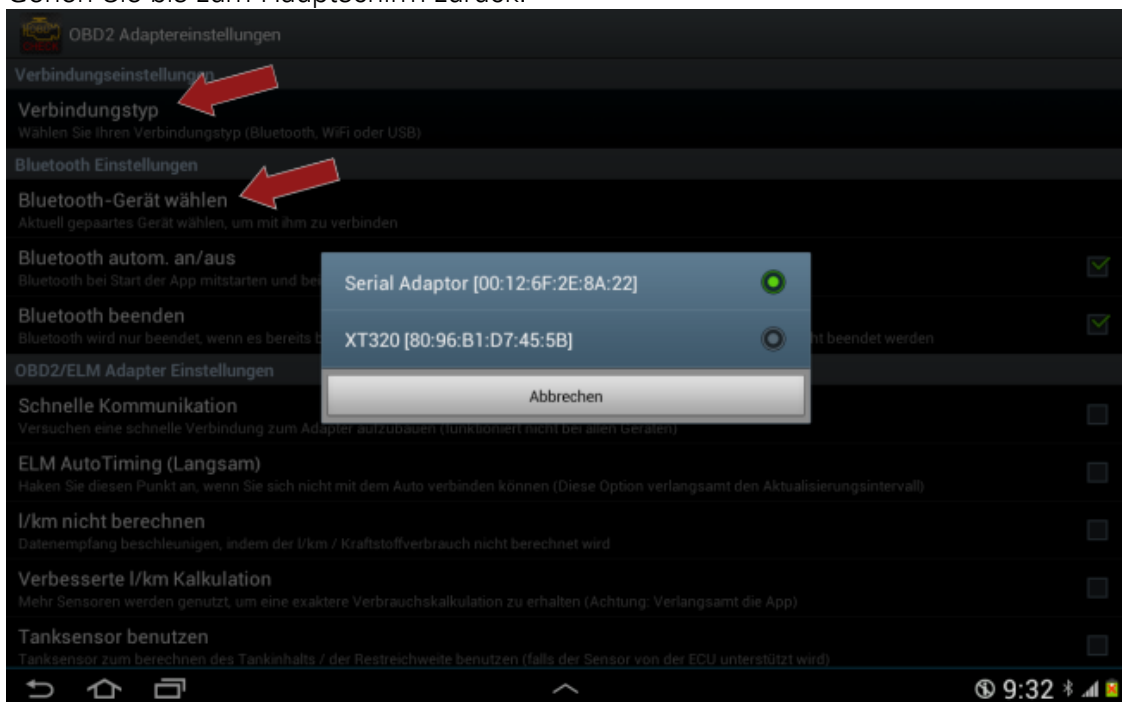 Gehen Sie bis zum Hauptschirm zurück.
OBD2 Adaptereinstellungen
Verbindungseinstellungen
Verbindungstyp
Wählen Sie Ihren Verbindungstyp (Bluetooth, WiFi oder USB)
Bluetooth Einstellungen
Bluetooth-Gerät wählen
Aktuell gepaartes Gerät wählen, um mit ihm zu verbinden
Bluetooth autom. an/aus
Bluetooth bei Start der App mitstarten und bei
Bluetooth beenden
Bluetooth wird nur beendet, wenn es bereits b
ht beendet werden
Serial Adaptor [00:12:6F:2E:8A:22]
XT320 [80:96:B1:D7:45:5B]
Abbrechen
OBD2/ELM Adapter Einstellungen
Schnelle Kommunikation
Versuchen eine schnelle Verbindung zum Adapter aufzubauen (funktioniert nicht bei allen Geräten)
ELM AutoTiming (Langsam)
Haken Sie diesen Punkt an, wenn Sie sich nicht mit dem Auto verbinden können (Diese Option verlangsamt den Aktualisierungsintervall)
l/km nicht berechnen
Datenempfang beschleunigen, indem der l/km / Kraftstoffverbrauch nicht berechnet wird
Verbesserte l/km Kalkulation
Mehr Sensoren werden genutzt, um eine exaktere Verbrauchskalkulation zu erhalten (Achtung: Verlangsamt die App)
Tanksensor benutzen
Tanksensor zum berechnen des Tankinhalts / der Restreichweite benutzen (falls der Sensor von der ECU unterstützt wird)
9:32